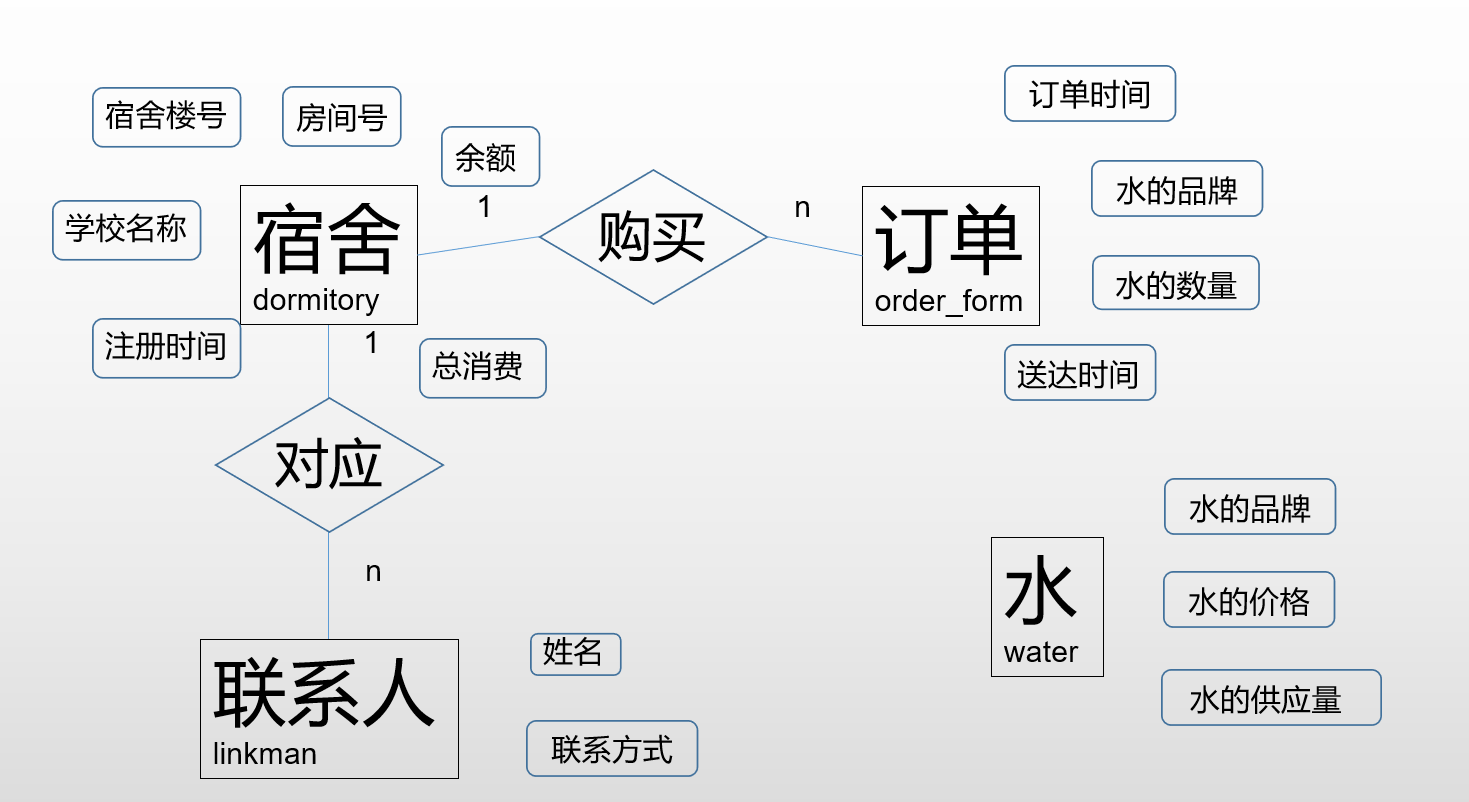 订单时间
宿舍楼号
房间号
余额
水的品牌
1
n
学校名称
宿舍
dormitory
购买
订单
order_form
水的数量
注册时间
1
总消费
送达时间
对应
水的品牌
n
水
water
水的价格
联系人
linkman
姓名
水的供应量
联系方式